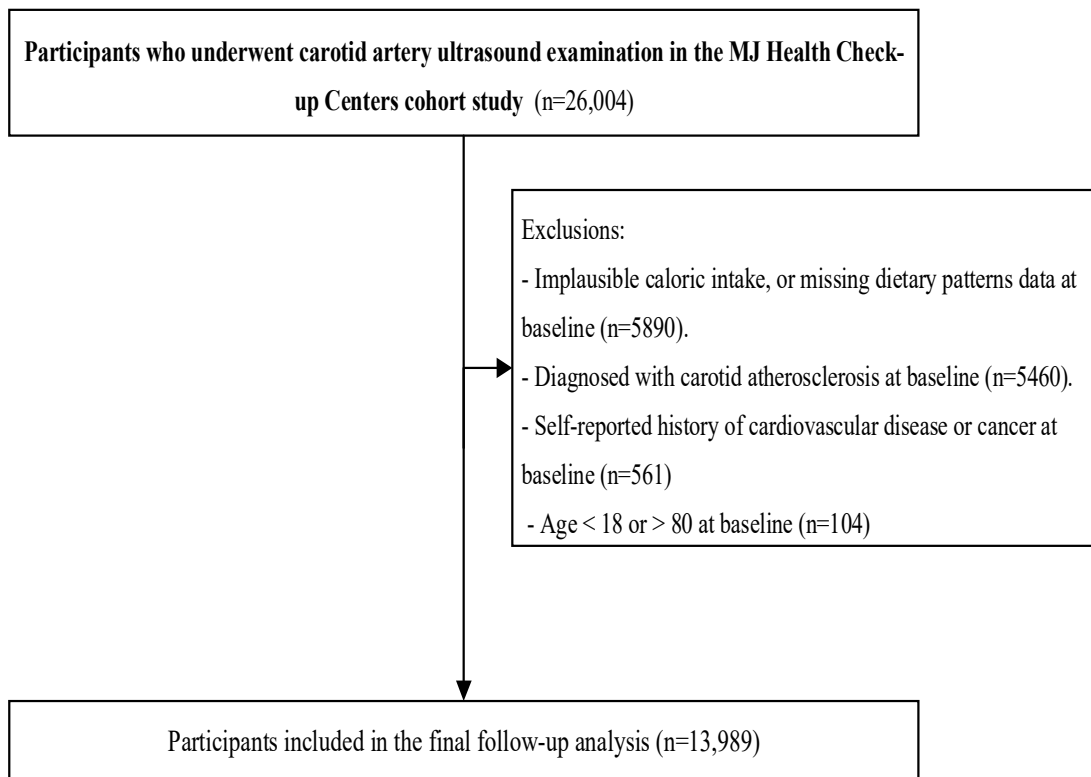 Participants who underwent carotid artery ultrasound examination in the MJ Health Check-
up Centers cohort study (n=26,004)
Exclusions:
- Implausible caloric intake, or missing dietary patterns data at
baseline (n=5890).
- Diagnosed with carotid atherosclerosis at baseline (n=5460).
- Self-reported history of cardiovascular disease or cancer at
baseline (n=561)
- Age < 18 or > 80 at baseline (n=104)
Participants included in the final follow-up analysis (n=13,989)